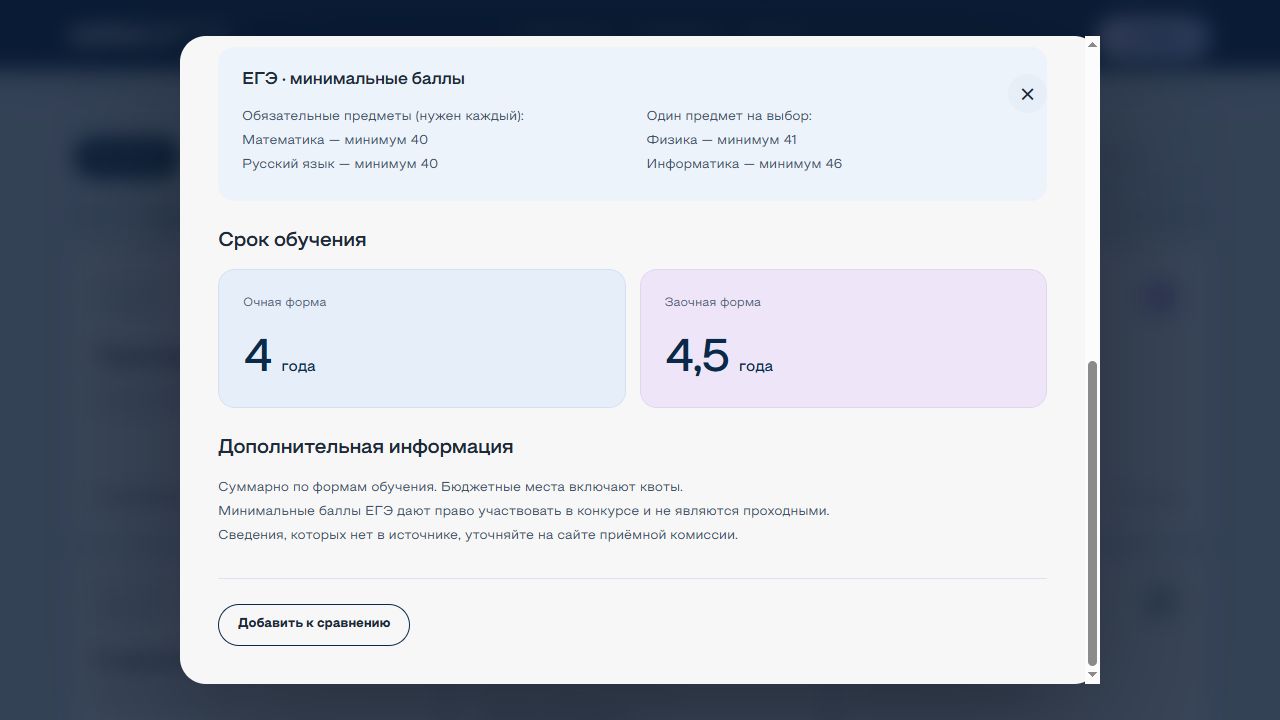 ЕГЭ · минимальные баллы
Обязательные предметы (нужен каждый):
Математика — минимум 40
Русский язык — минимум 40
Один предмет на выбор:
Физика — минимум 41
Информатика — минимум 46
Срок обучения
Очная форма
4 года
Заочная форма
4,5 года
Дополнительная информация
Суммарно по формам обучения. Бюджетные места включают квоты.
Минимальные баллы ЕГЭ дают право участвовать в конкурсе и не являются проходными.
Сведения, которых нет в источнике, уточняйте на сайте приёмной комиссии.
Добавить к сравнению